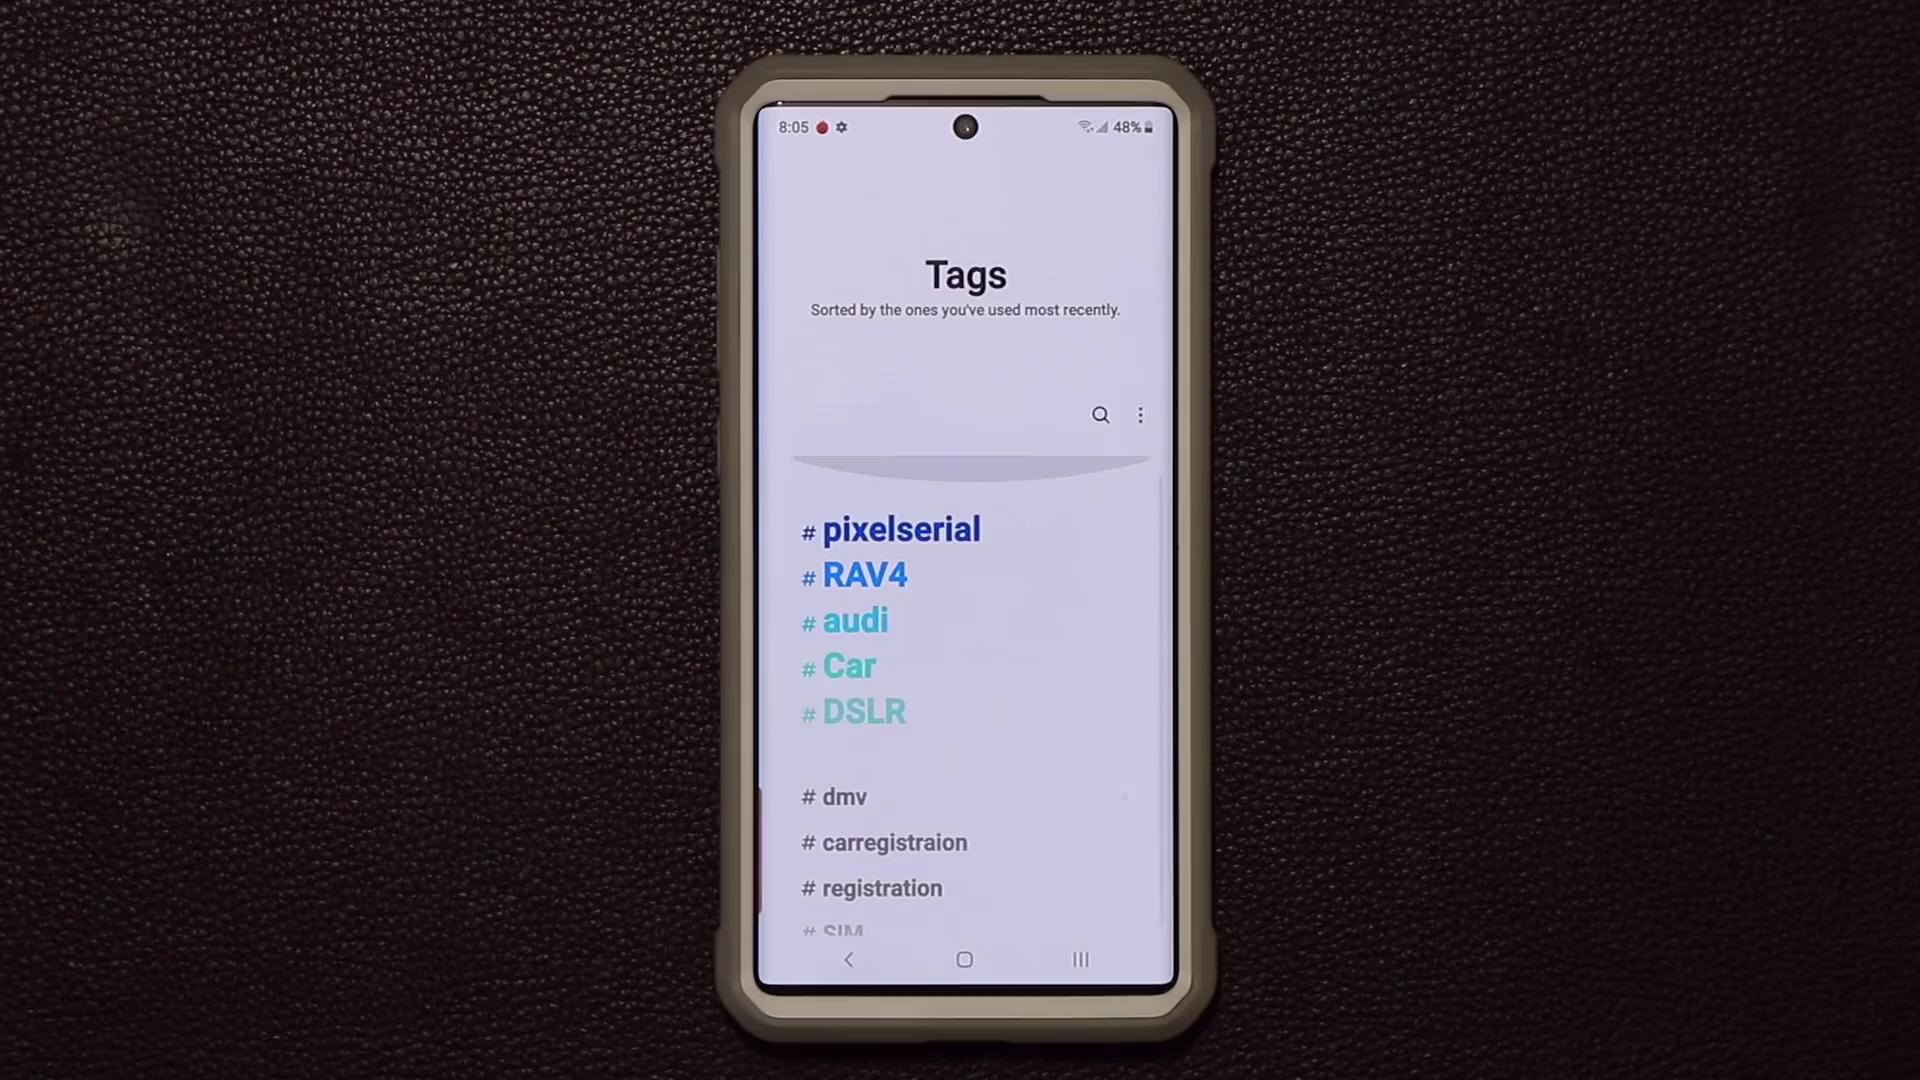 8:05 48%
Tags
Sorted by the ones you've used most recently.
# pixelserial
# RAV4
# audi
# Car
# DSLR
# dmv
# carregistraion
# registration
# SIM